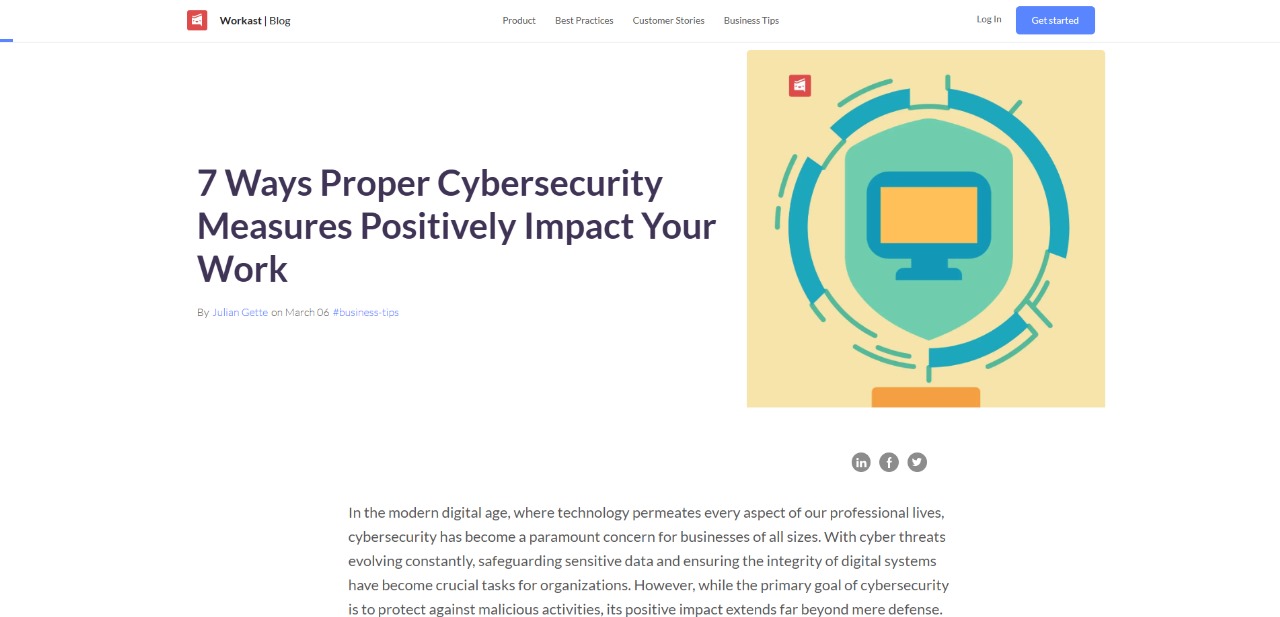 Workast | Blog
Product
Best Practices
Customer Stories
Business Tips
Log In
Get started
7 Ways Proper Cybersecurity
Measures Positively Impact Your
Work
By Julian Gette on March 06 #business-tips
in f
In the modern digital age, where technology permeates every aspect of our professional lives,
cybersecurity has become a paramount concern for businesses of all sizes. With cyber threats
evolving constantly, safeguarding sensitive data and ensuring the integrity of digital systems
have become crucial tasks for organizations. However, while the primary goal of cybersecurity
is to protect against malicious activities, its positive impact extends far beyond mere defense.